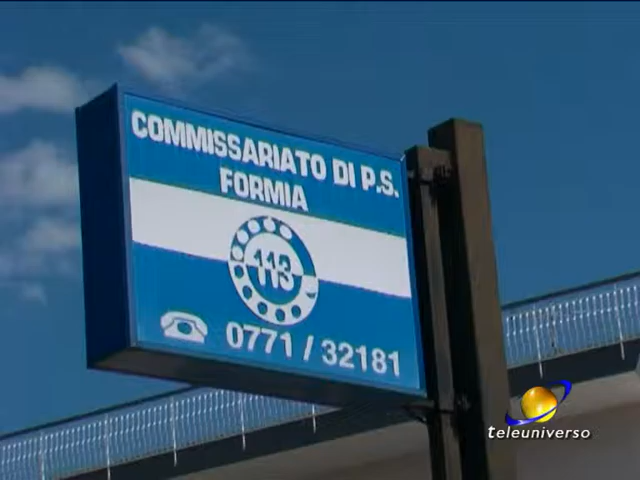 COMMISSARIATO DI P.S.
FORMIA
113
0771 / 32181
teleuniverso